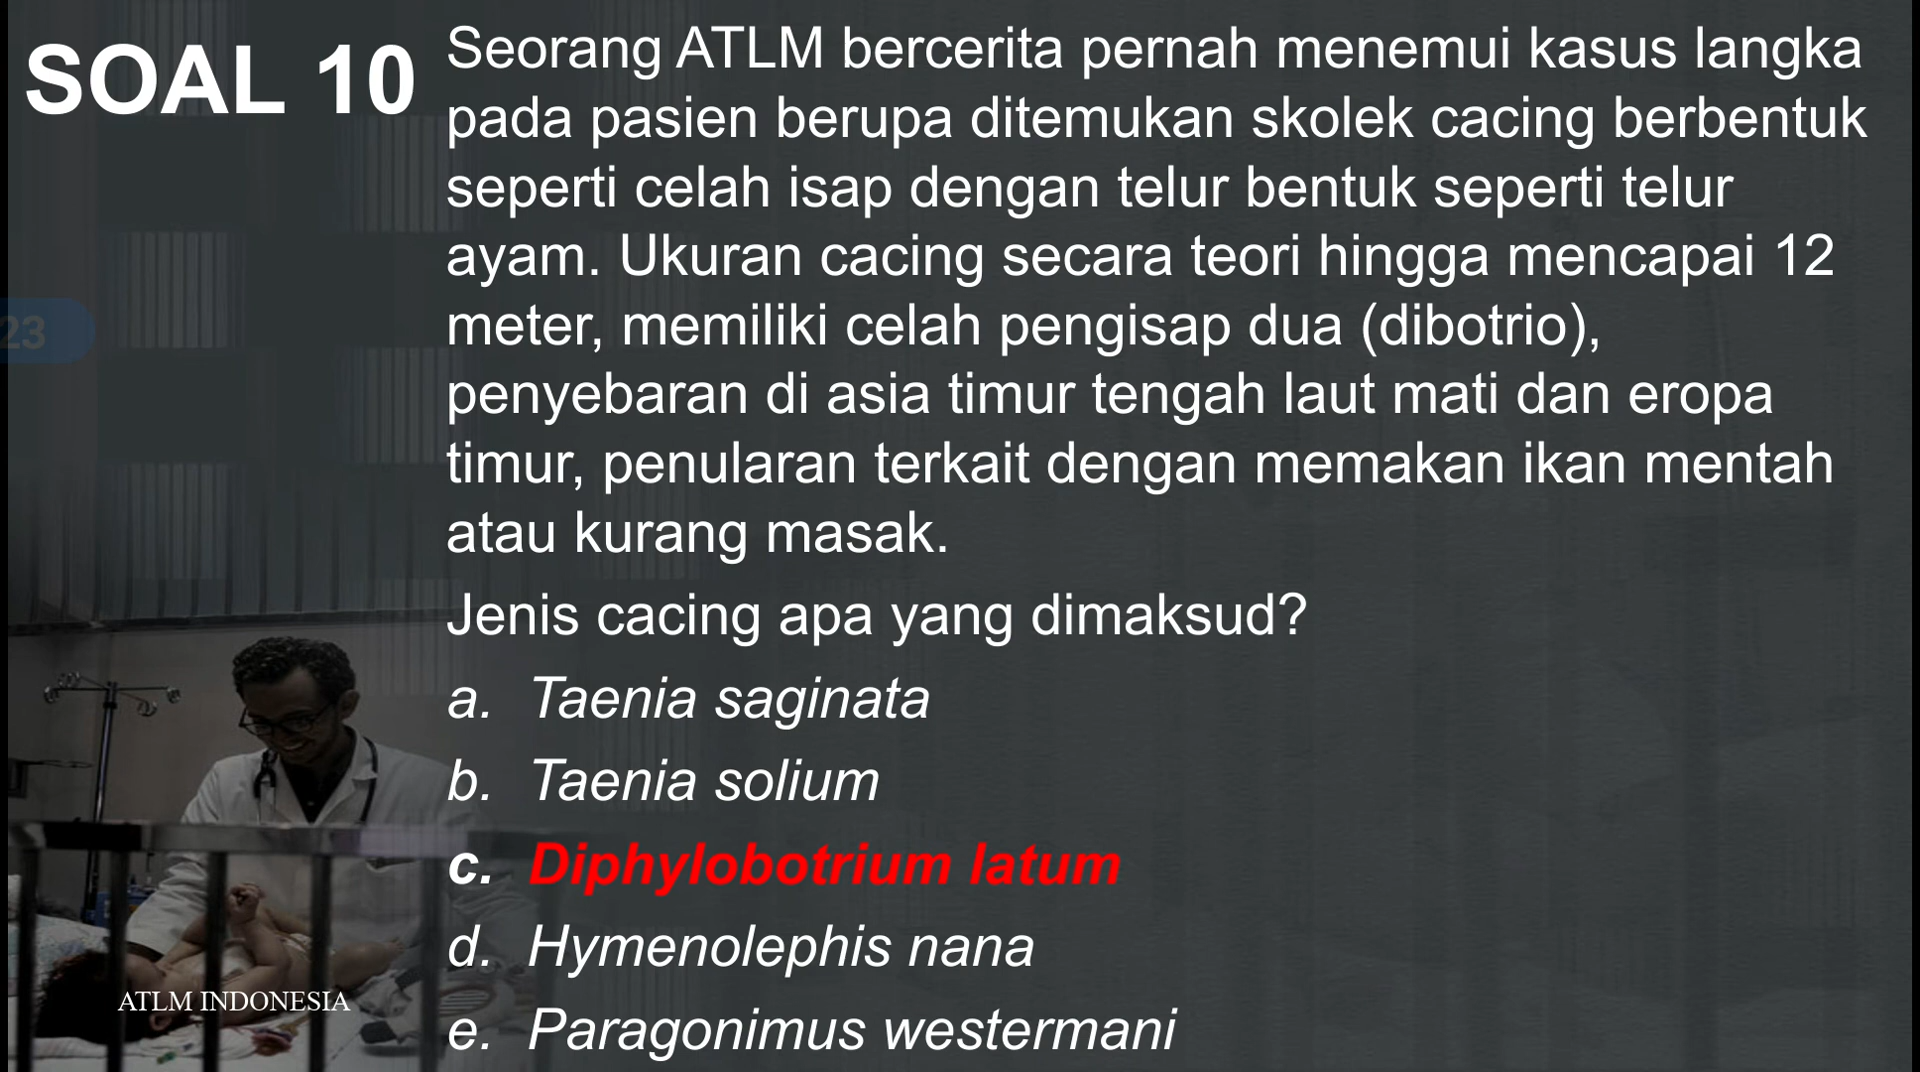 SOAL 10
Seorang ATLM bercerita pernah menemui kasus langka
pada pasien berupa ditemukan skolek cacing berbentuk
seperti celah isap dengan telur bentuk seperti telur
ayam. Ukuran cacing secara teori hingga mencapai 12
meter, memiliki celah pengisap dua (dibotrio),
penyebaran di asia timur tengah laut mati dan eropa
timur, penularan terkait dengan memakan ikan mentah
atau kurang masak.
Jenis cacing apa yang dimaksud?
a. Taenia saginata
b. Taenia solium
c. Diphylobotrium latum
d. Hymenolephis nana
e. Paragonimus westermani
23
ATLM INDONESIA